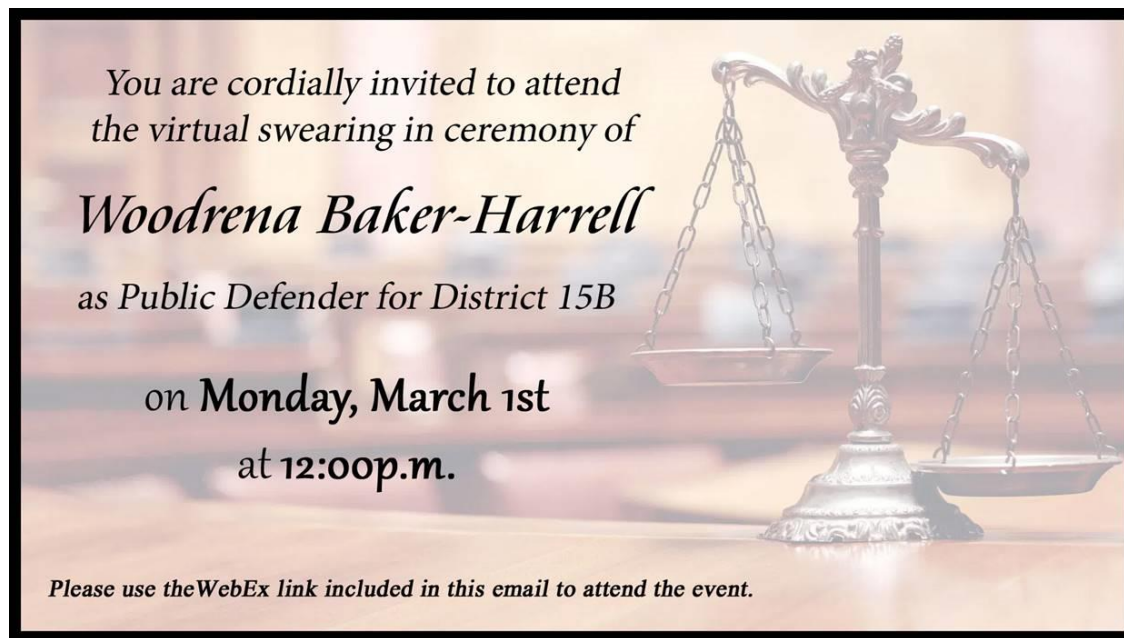 You are cordially invited to attend
the virtual swearing in ceremony of
Woodrena Baker-Harrell
as Public Defender for District 15B
on Monday, March 1st
at 12:00p.m.
Please use theWebEx link included in this email to attend the event.